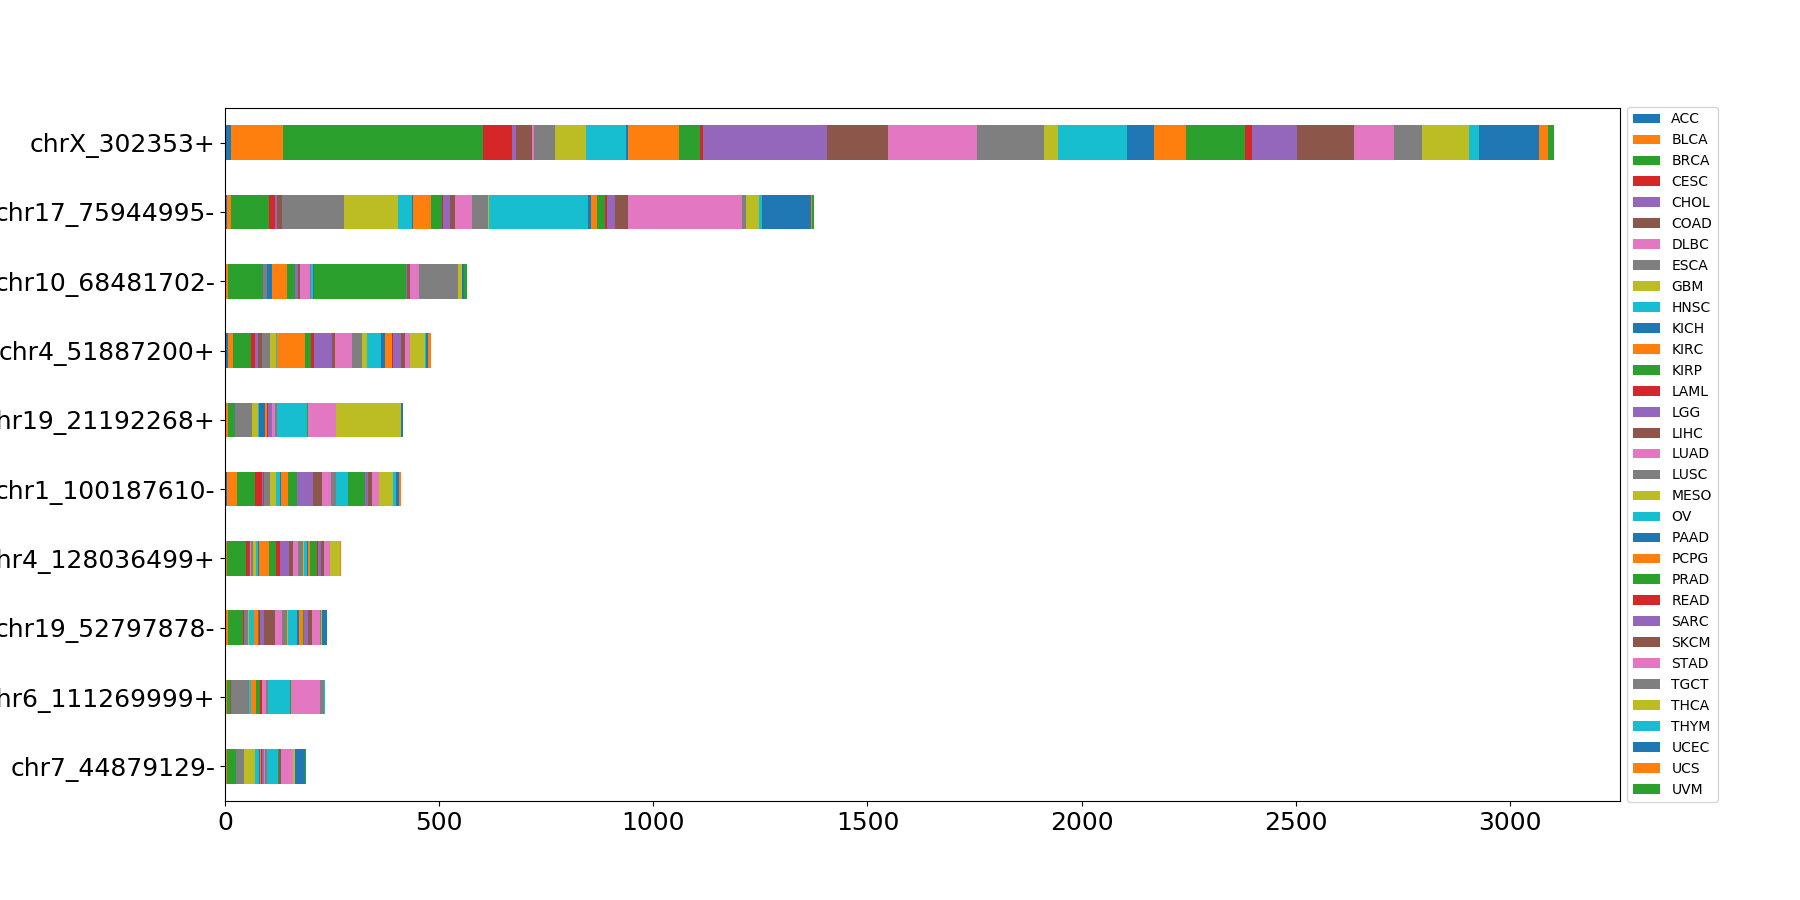 chrX_302353+
chr17_75944995-
chr10_68481702-
chr4_51887200+
hr19_21192268+
chr1_100187610-
hr4_128036499+
chr19_52797878-
hr6_111269999+
chr7_44879129-
0 500 1000 1500 2000 2500 3000
ACC
BLCA
BRCA
CESC
CHOL
COAD
DLBC
ESCA
GBM
HNSC
KICH
KIRC
KIRP
LAML
LGG
LIHC
LUAD
LUSC
MESO
OV
PAAD
PCPG
PRAD
READ
SARC
SKCM
STAD
TGCT
THCA
THYM
UCEC
UCS
UVM